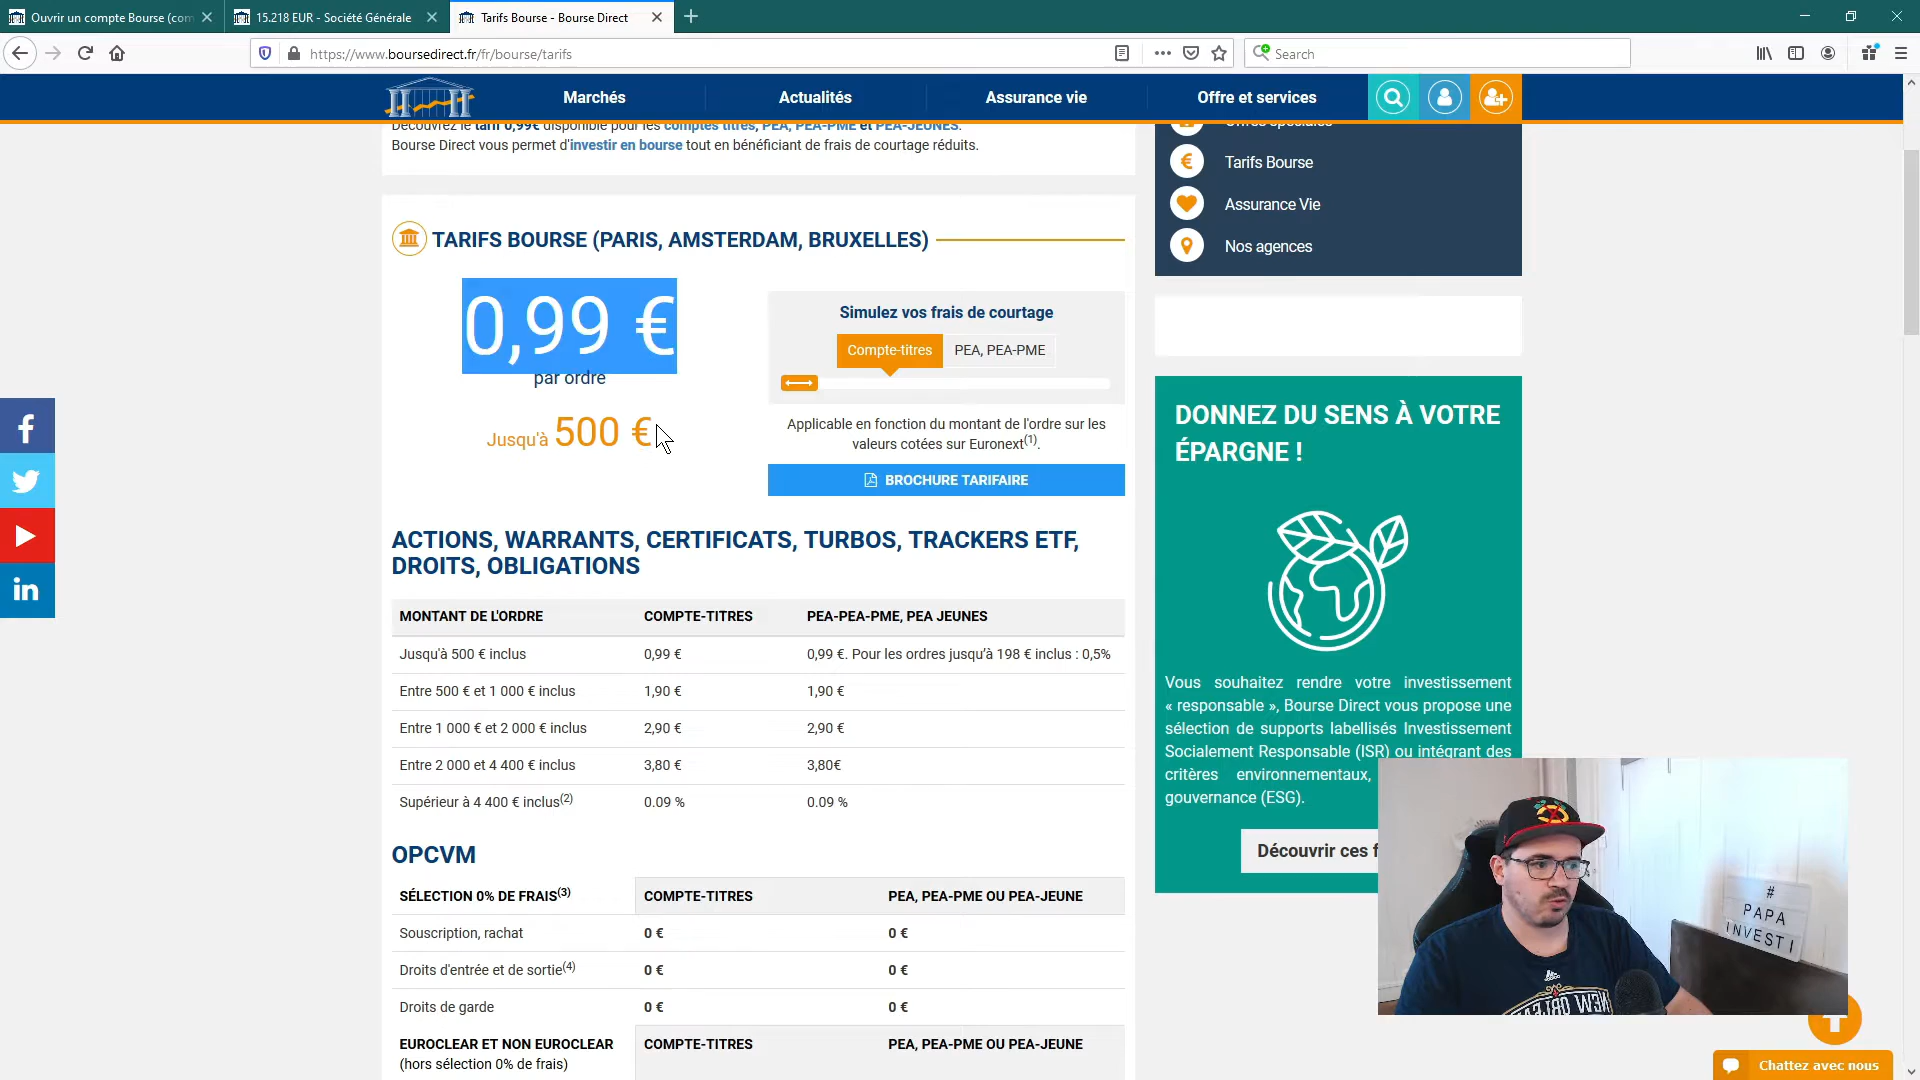 Ouvrir un compte Bourse (com
15.218 EUR - Société Générale
Tarifs Bourse - Bourse Direct
https://www.boursedirect.fr/fr/bourse/tarifs
Search
Marchés
Actualités
Assurance vie
Offre et services
Découvrez le tarif 0,99€ disponible pour les comptes titres, PEA, PEA-PME et PEA-JEUNES.
Bourse Direct vous permet d'investir en bourse tout en bénéficiant de frais de courtage réduits.
TARIFS BOURSE (PARIS, AMSTERDAM, BRUXELLES)
0,99 €
par ordre
Jusqu'à 500 €
Simulez vos frais de courtage
Compte-titres
PEA, PEA-PME
Applicable en fonction du montant de l'ordre sur les
valeurs cotées sur Euronext(1).
BROCHURE TARIFAIRE
ACTIONS, WARRANTS, CERTIFICATS, TURBOS, TRACKERS ETF,
DROITS, OBLIGATIONS
MONTANT DE L'ORDRE COMPTE-TITRES PEA-PEA-PME, PEA JEUNES
Jusqu'à 500 € inclus 0,99 € 0,99 €. Pour les ordres jusqu'à 198 € inclus : 0,5%
Entre 500 € et 1 000 € inclus 1,90 € 1,90 €
Entre 1 000 € et 2 000 € inclus 2,90 € 2,90 €
Entre 2 000 et 4 400 € inclus 3,80 € 3,80€
Supérieur à 4 400 € inclus(2) 0.09 % 0.09 %
OPCVM
SÉLECTION 0% DE FRAIS(3) COMPTE-TITRES PEA, PEA-PME OU PEA-JEUNE
Souscription, rachat 0 € 0 €
Droits d'entrée et de sortie(4) 0 € 0 €
Droits de garde 0 € 0 €
EUROCLEAR ET NON EUROCLEAR COMPTE-TITRES PEA, PEA-PME OU PEA-JEUNE
(hors sélection 0% de frais)
Offres spéciales
Tarifs Bourse
Assurance Vie
Nos agences
DONNEZ DU SENS À VOTRE
ÉPARGNE !
Vous souhaitez rendre votre investissement
« responsable », Bourse Direct vous propose une
sélection de supports labellisés Investissement
Socialement Responsable (ISR) ou intégrant des
critères environnementaux,
gouvernance (ESG).
Découvrir ces f
#
PAPA
INVEST I
Chattez avec nous